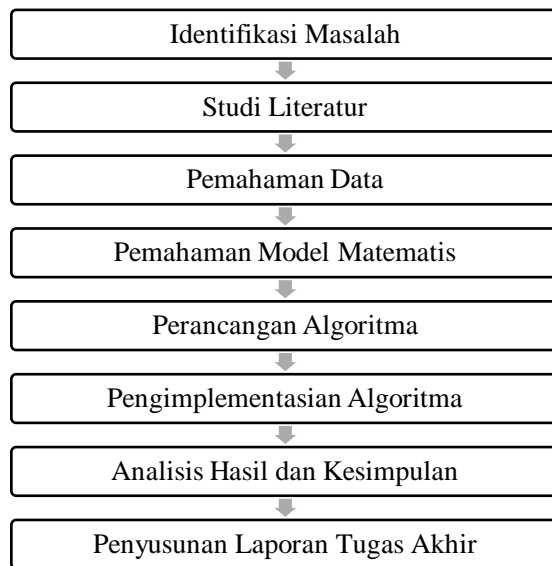 Identifikasi Masalah
Studi Literatur
Pemahaman Data
Pemahaman Model Matematis
Perancangan Algoritma
Pengimplementasian Algoritma
Analisis Hasil dan Kesimpulan
Penyusunan Laporan Tugas Akhir